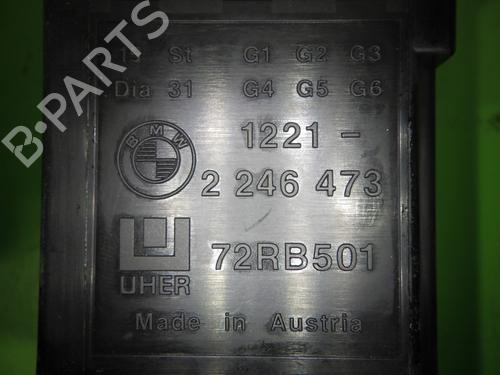 15 St G1 G2 G3
Dia 31 G4 G5 G6
BMW
1221 -
2 246 473
72RB501
UHER
Made in Austria
B-PARTS